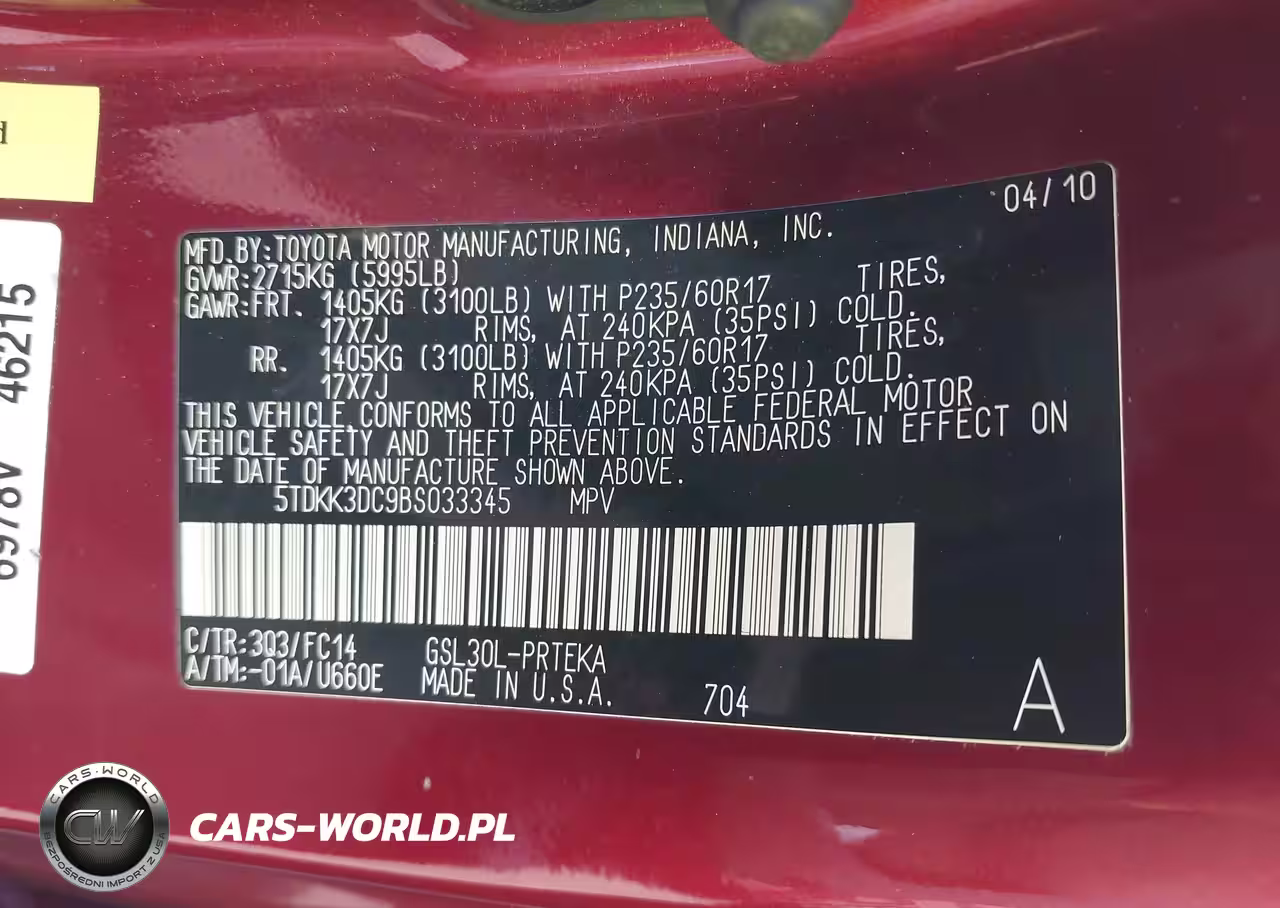 d
6978V 46215
04/10
MFD.BY:TOYOTA MOTOR MANUFACTURING, INDIANA, INC.
GVWR:2715KG (5995LB)
GAWR:FRT. 1405KG (3100LB) WITH P235/60R17 TIRES,
17X7J RIMS, AT 240KPA (35PSI) COLD.
RR. 1405KG (3100LB) WITH P235/60R17 TIRES,
17X7J RIMS, AT 240KPA (35PSI) COLD.
THIS VEHICLE CONFORMS TO ALL APPLICABLE FEDERAL MOTOR
VEHICLE SAFETY AND THEFT PREVENTION STANDARDS IN EFFECT ON
THE DATE OF MANUFACTURE SHOWN ABOVE.
5TDKK3DC9BS033345 MPV
C/TR:3Q3/FC14 GSL30L-PRTEKA
A/TM:-01A/U660E MADE IN U.S.A. 704
A
CARS-WORLD
CW
BEZPOŚREDNI IMPORT Z USA
CARS-WORLD.PL